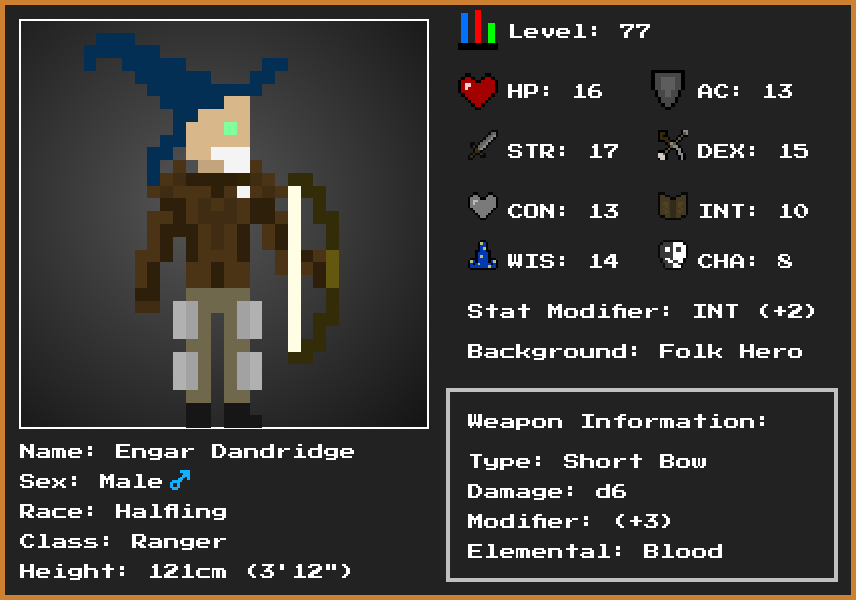 Level: 77
HP: 16 AC: 13
STR: 17 DEX: 15
CON: 13 INT: 10
WIS: 14 CHA: 8
Stat Modifier: INT (+2)
Background: Folk Hero
Weapon Information:
Type: Short Bow
Damage: d6
Modifier: (+3)
Elemental: Blood
Name: Engar Dandridge
Sex: Male ♂
Race: Halfling
Class: Ranger
Height: 121cm (3'12")